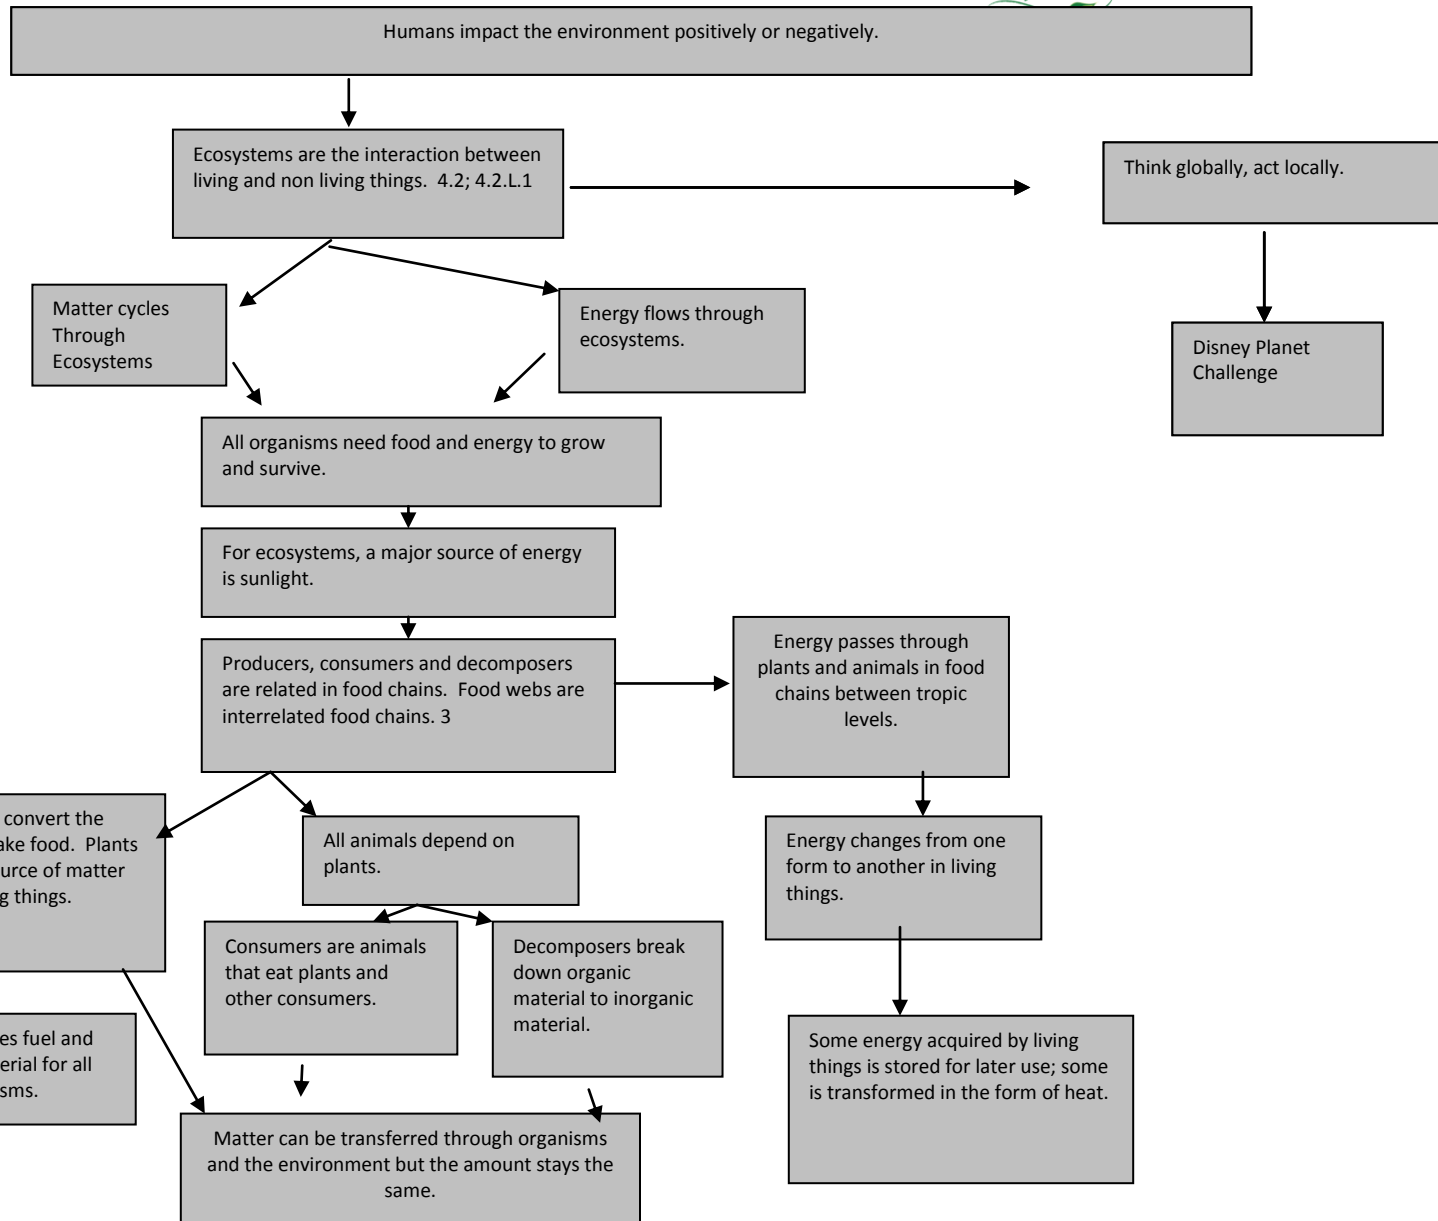 Humans impact the environment positively or negatively.
Ecosystems are the interaction between
living and non living things.  4.2; 4.2.L.1
Think globally, act locally.
Matter cycles
Through
Ecosystems
Energy flows through
ecosystems.
Disney Planet
Challenge
All organisms need food and energy to grow
and survive.
For ecosystems, a major source of energy
is sunlight.
Producers, consumers and decomposers
are related in food chains.  Food webs are
interrelated food chains. 3
Energy passes through
plants and animals in food
chains between tropic
levels.
convert the
food.  Plants
of matter
things.
All animals depend on
plants.
Energy changes from one
form to another in living
things.
Consumers are animals
that eat plants and
other consumers.
Decomposers break
down organic
material to inorganic
material.
fuel and
for all
Some energy acquired by living
things is stored for later use; some
is transformed in the form of heat.
Matter can be transferred through organisms
and the environment but the amount stays the
same.